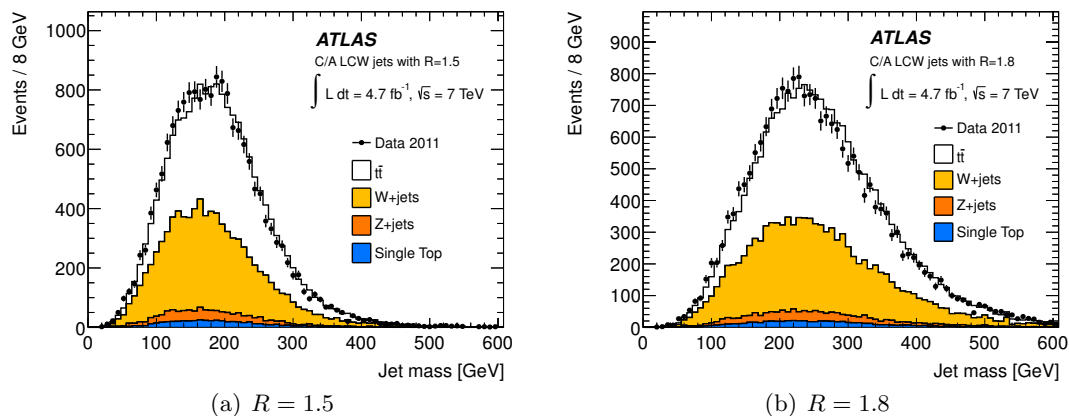 Events / 8 GeV
1000
800
600
400
200
0
0 100 200 300 400 500 600
Jet mass [GeV]
ATLAS
C/A LCW jets with R=1.5
∫ L dt = 4.7 fb⁻¹, √s = 7 TeV
Data 2011
tt̄
W+jets
Z+jets
Single Top
(a) R = 1.5
Events / 8 GeV
900
800
700
600
500
400
300
200
100
0
0 100 200 300 400 500 600
Jet mass [GeV]
ATLAS
C/A LCW jets with R=1.8
∫ L dt = 4.7 fb⁻¹, √s = 7 TeV
Data 2011
tt̄
W+jets
Z+jets
Single Top
(b) R = 1.8